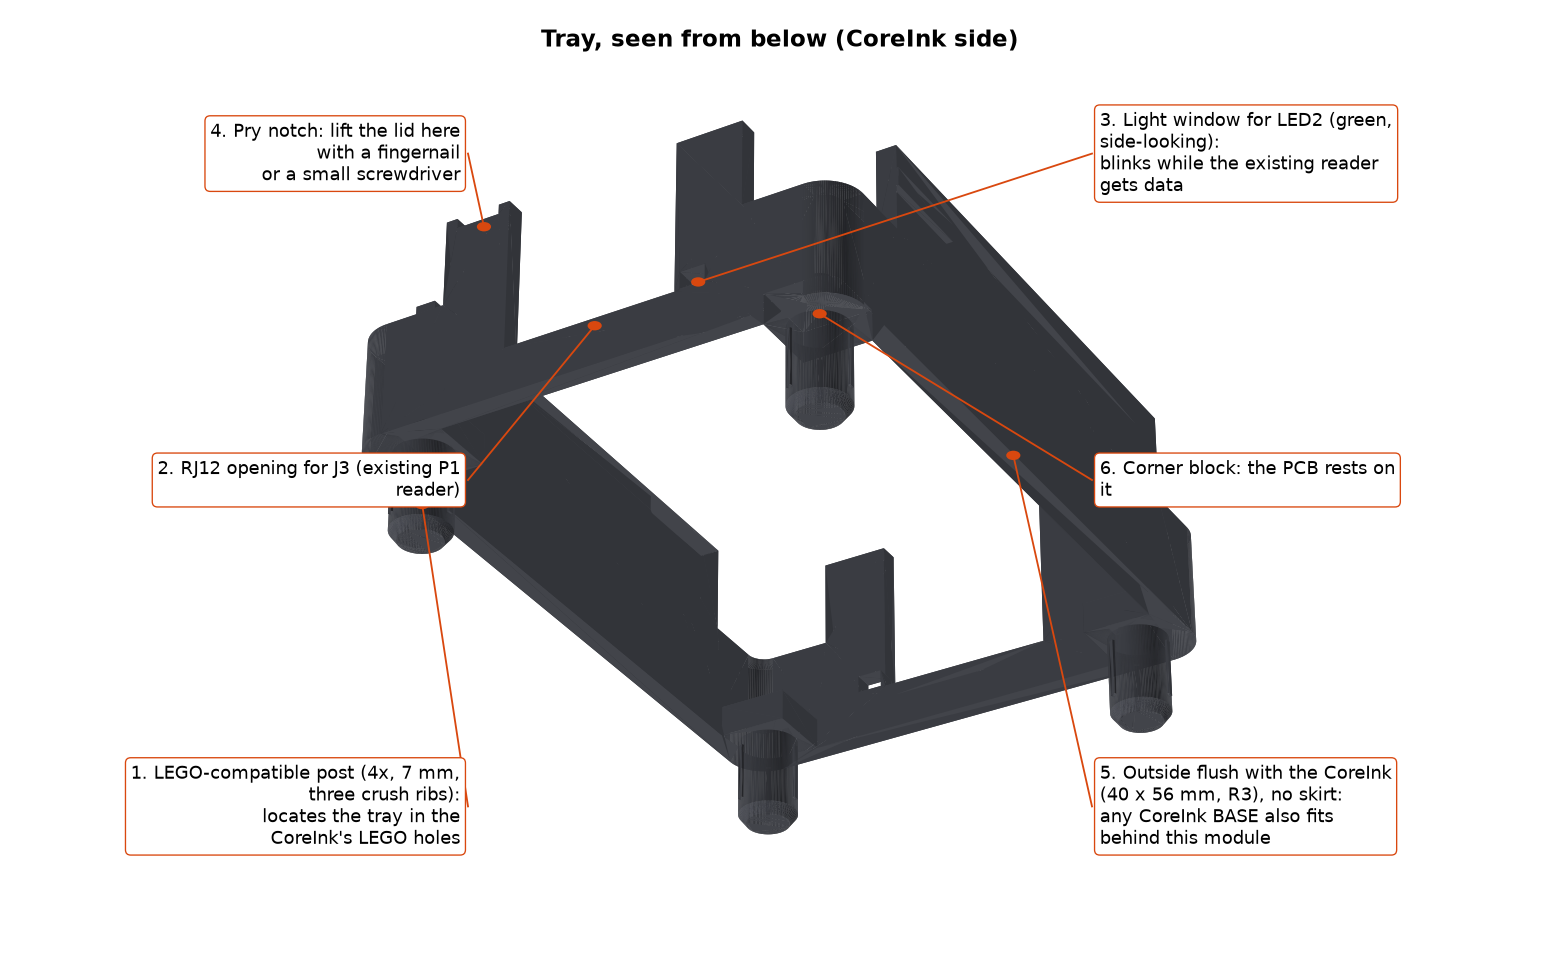 Tray, seen from below (CoreInk side)
4. Pry notch: lift the lid here
with a fingernail
or a small screwdriver
3. Light window for LED2 (green,
side-looking):
blinks while the existing reader
gets data
2. RJ12 opening for J3 (existing P1
reader)
6. Corner block: the PCB rests on
it
1. LEGO-compatible post (4x, 7 mm,
three crush ribs):
locates the tray in the
CoreInk's LEGO holes
5. Outside flush with the CoreInk
(40 x 56 mm, R3), no skirt:
any CoreInk BASE also fits
behind this module